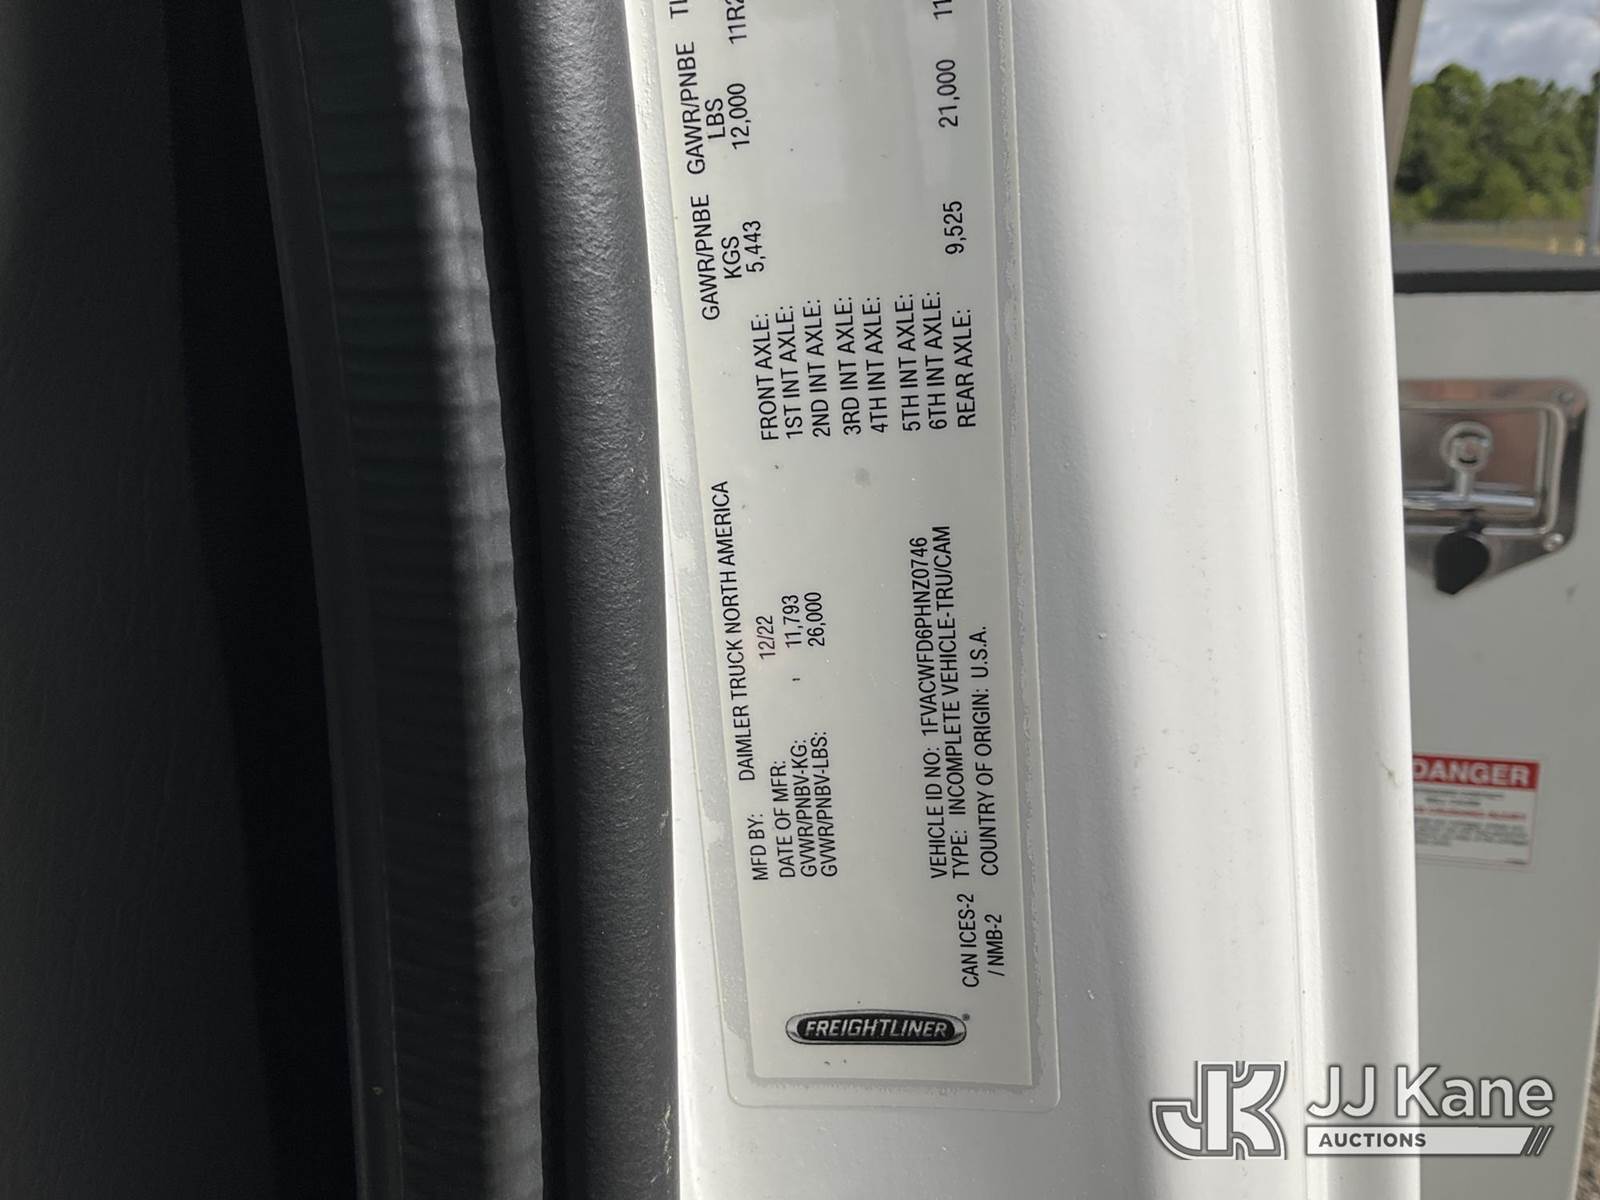 MFD BY: DAIMLER TRUCK NORTH AMERICA
DATE OF MFR: 12/22
GVWR/PNBV-KG: 11,793
GVWR/PNBV-LBS: 26,000
GAWR/PNBE GAWR/PNBE
KGS LBS
FRONT AXLE: 5,443 12,000
1ST INT AXLE:
2ND INT AXLE:
3RD INT AXLE:
4TH INT AXLE:
5TH INT AXLE:
6TH INT AXLE:
REAR AXLE: 9,525 21,000
VEHICLE ID NO: 1FVACWFD6PHNZ0746
CAN ICES-2 TYPE: INCOMPLETE VEHICLE-TRU/CAM
/ NMB-2 COUNTRY OF ORIGIN: U.S.A.
FREIGHTLINER®
DANGER
JK JJ Kane
AUCTIONS